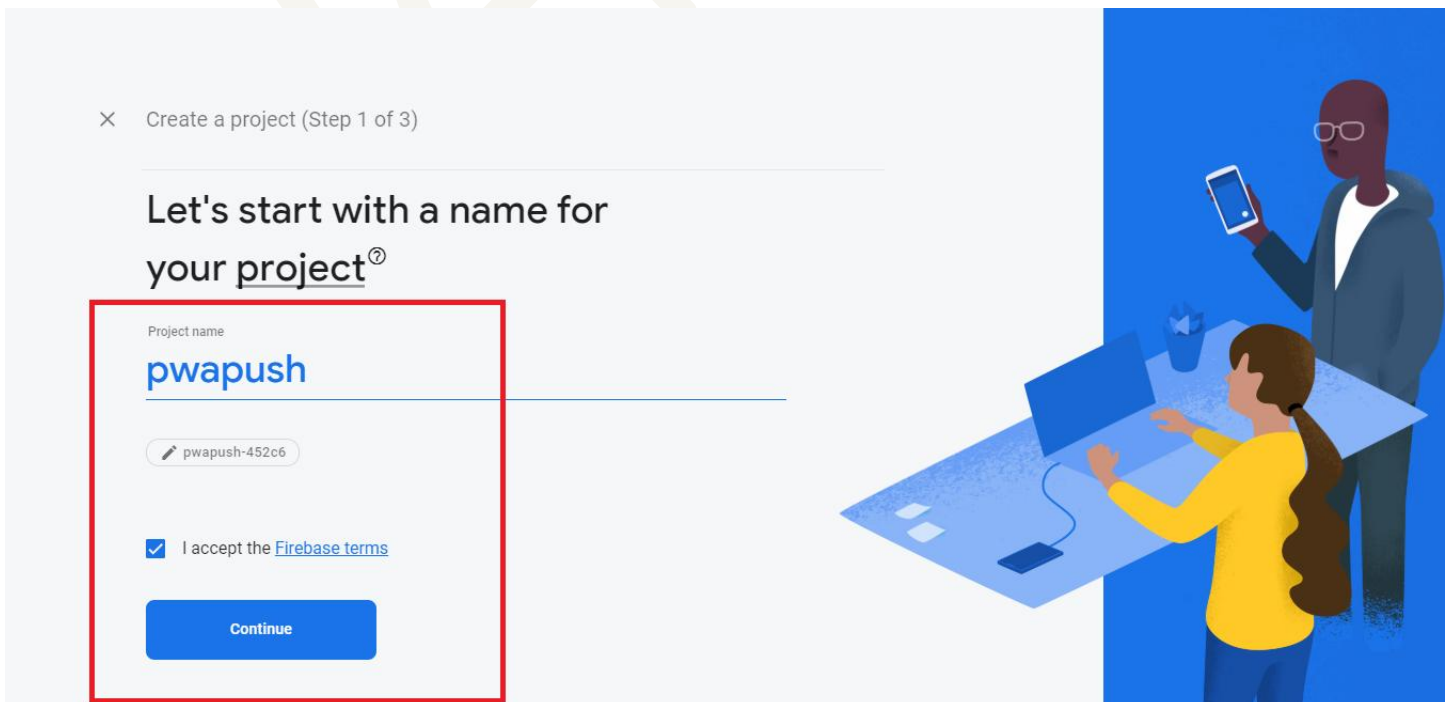 Create a project (Step 1 of 3)
Let's start with a name for
your project
Project name
pwapush
pwapush-452c6
I accept the Firebase terms
Continue